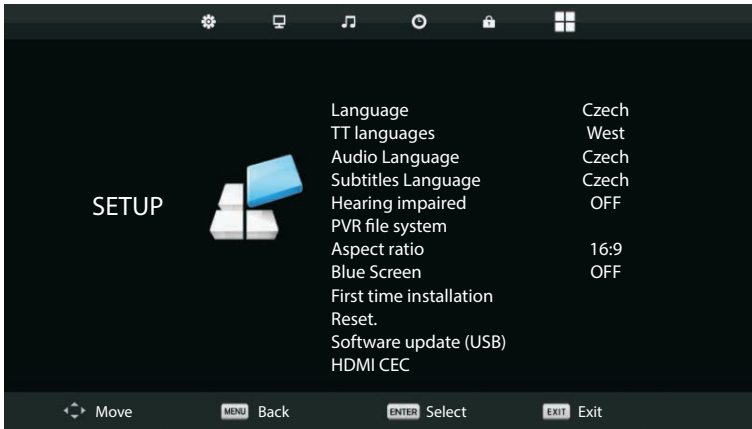 SETUP
Language Czech
TT languages West
Audio Language Czech
Subtitles Language Czech
Hearing impaired OFF
PVR file system
Aspect ratio 16:9
Blue Screen OFF
First time installation
Reset.
Software update (USB)
HDMI CEC
Move MENU Back ENTER Select EXIT Exit